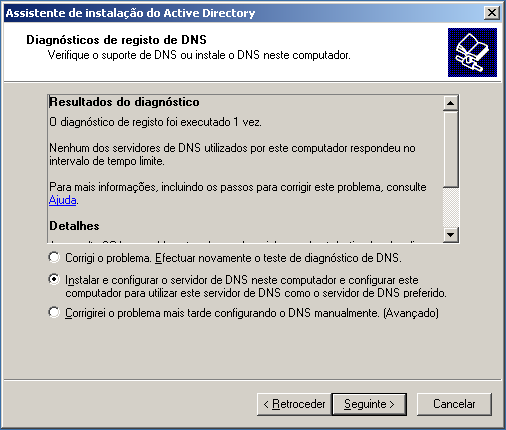 Assistente de instalação do Active Directory
Diagnósticos de registo de DNS
Verifique o suporte de DNS ou instale o DNS neste computador.
Resultados do diagnóstico
O diagnóstico de registo foi executado 1 vez.
Nenhum dos servidores de DNS utilizados por este computador respondeu no
intervalo de tempo limite.
Para mais informações, incluindo os passos para corrigir este problema, consulte
Ajuda.
Detalhes
Corrigi o problema. Efectuar novamente o teste de diagnóstico de DNS.
Instalar e configurar o servidor de DNS neste computador e configurar este
computador para utilizar este servidor de DNS como o servidor de DNS preferido.
Corrigirei o problema mais tarde configurando o DNS manualmente. (Avançado)
< Retroceder
Seguinte >
Cancelar